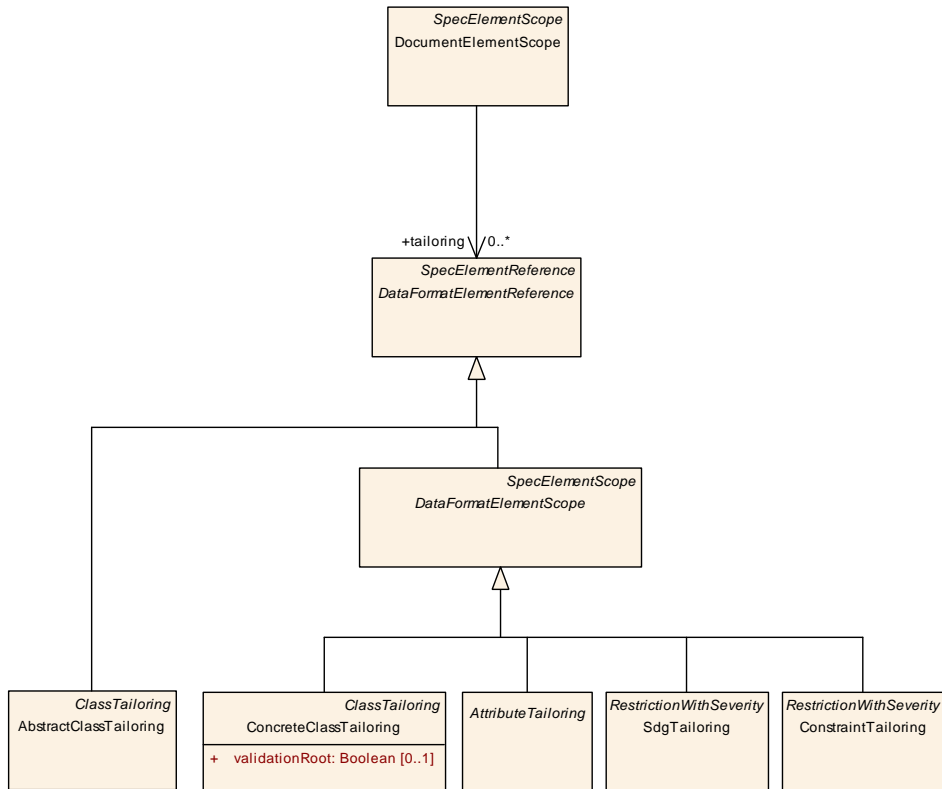 SpecElementScope
DocumentElementScope
+tailoring 0..*
SpecElementReference
DataFormatElementReference
SpecElementScope
DataFormatElementScope
ClassTailoring
AbstractClassTailoring
ClassTailoring
ConcreteClassTailoring
+ validationRoot: Boolean [0..1]
AttributeTailoring
RestrictionWithSeverity
SdgTailoring
RestrictionWithSeverity
ConstraintTailoring